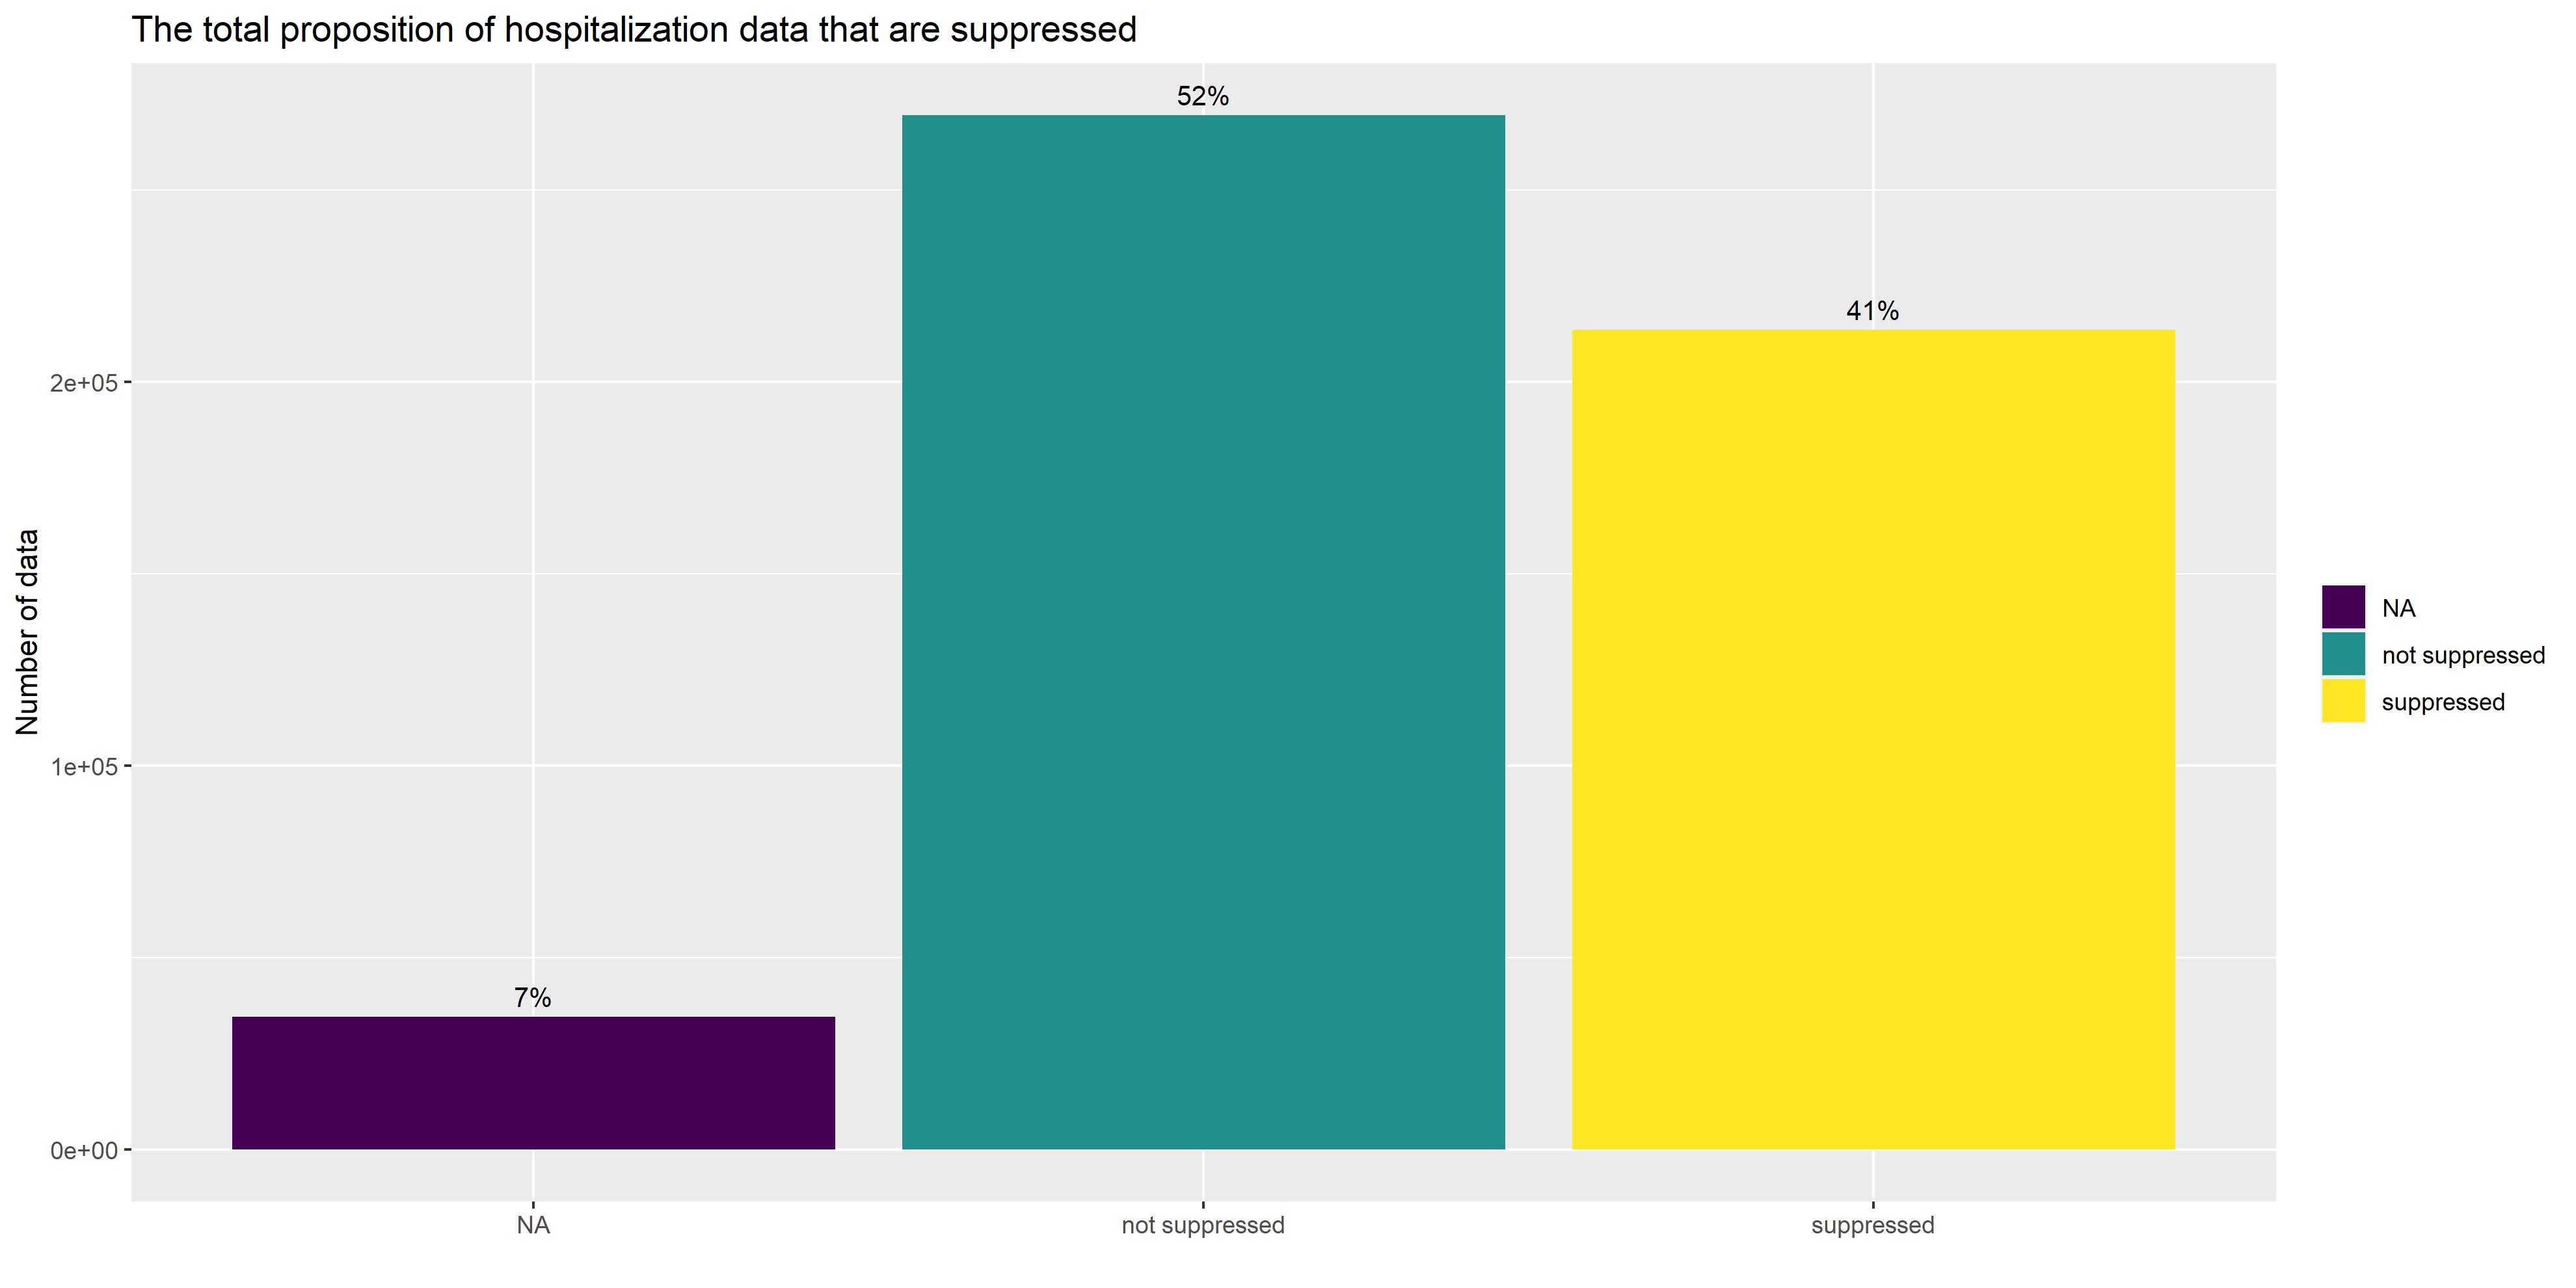 The total proposition of hospitalization data that are suppressed
52%
41%
7%
2e+05
1e+05
0e+00
Number of data
NA
not suppressed
suppressed
NA
not suppressed
suppressed